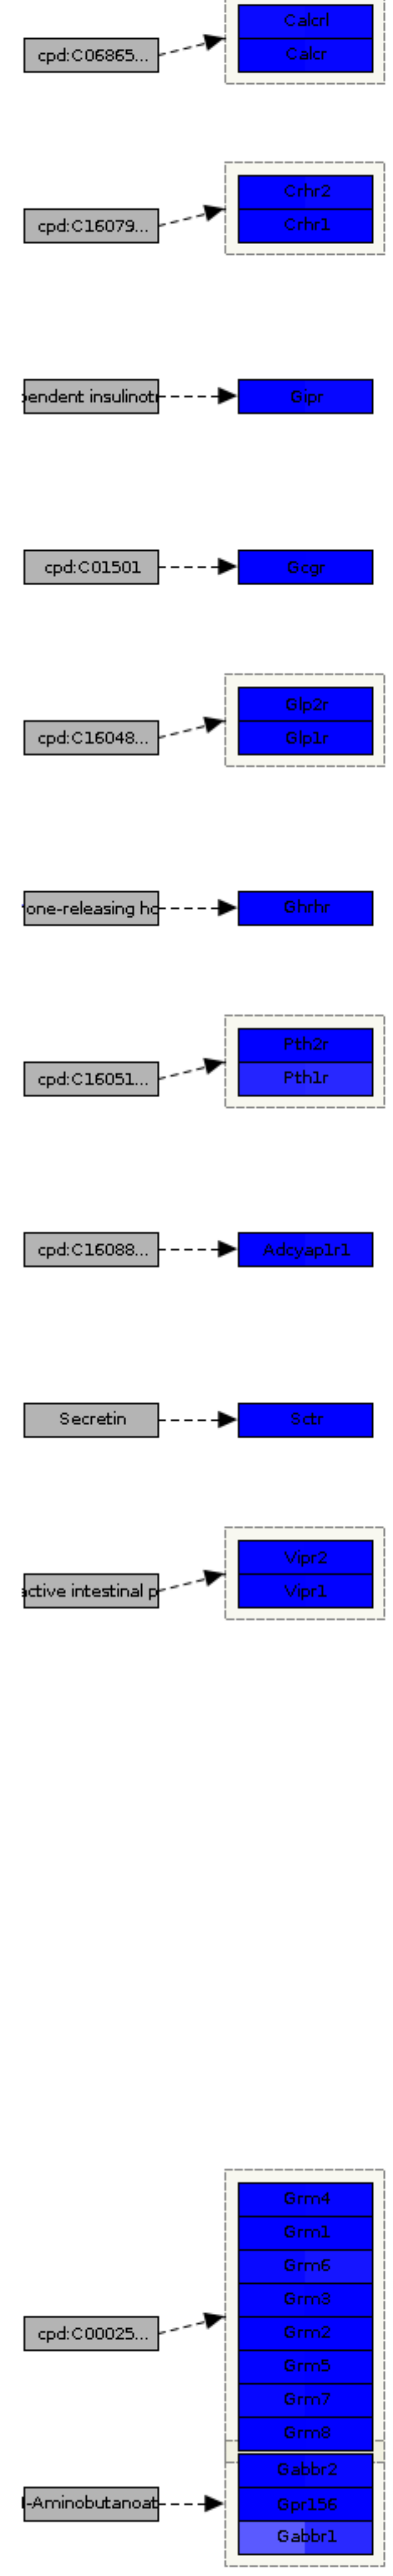 Calcrl
cpd:C06865...
Calcr
Crhr2
cpd:C16079...
Crhr1
pendent insulinotr
Gipr
cpd:C01501
Gcgr
Glp2r
cpd:C16048...
Glp1r
one-releasing ho
Ghrhr
Pth2r
cpd:C16051...
Pth1r
cpd:C16088...
Adcyap1r1
Secretin
Sctr
Vipr2
active intestinal p
Vipr1
Grm4
Grm1
Grm6
Grm3
cpd:C00025...
Grm2
Grm5
Grm7
Grm8
Gabbr2
l-Aminobutanoat
Gpr156
Gabbr1